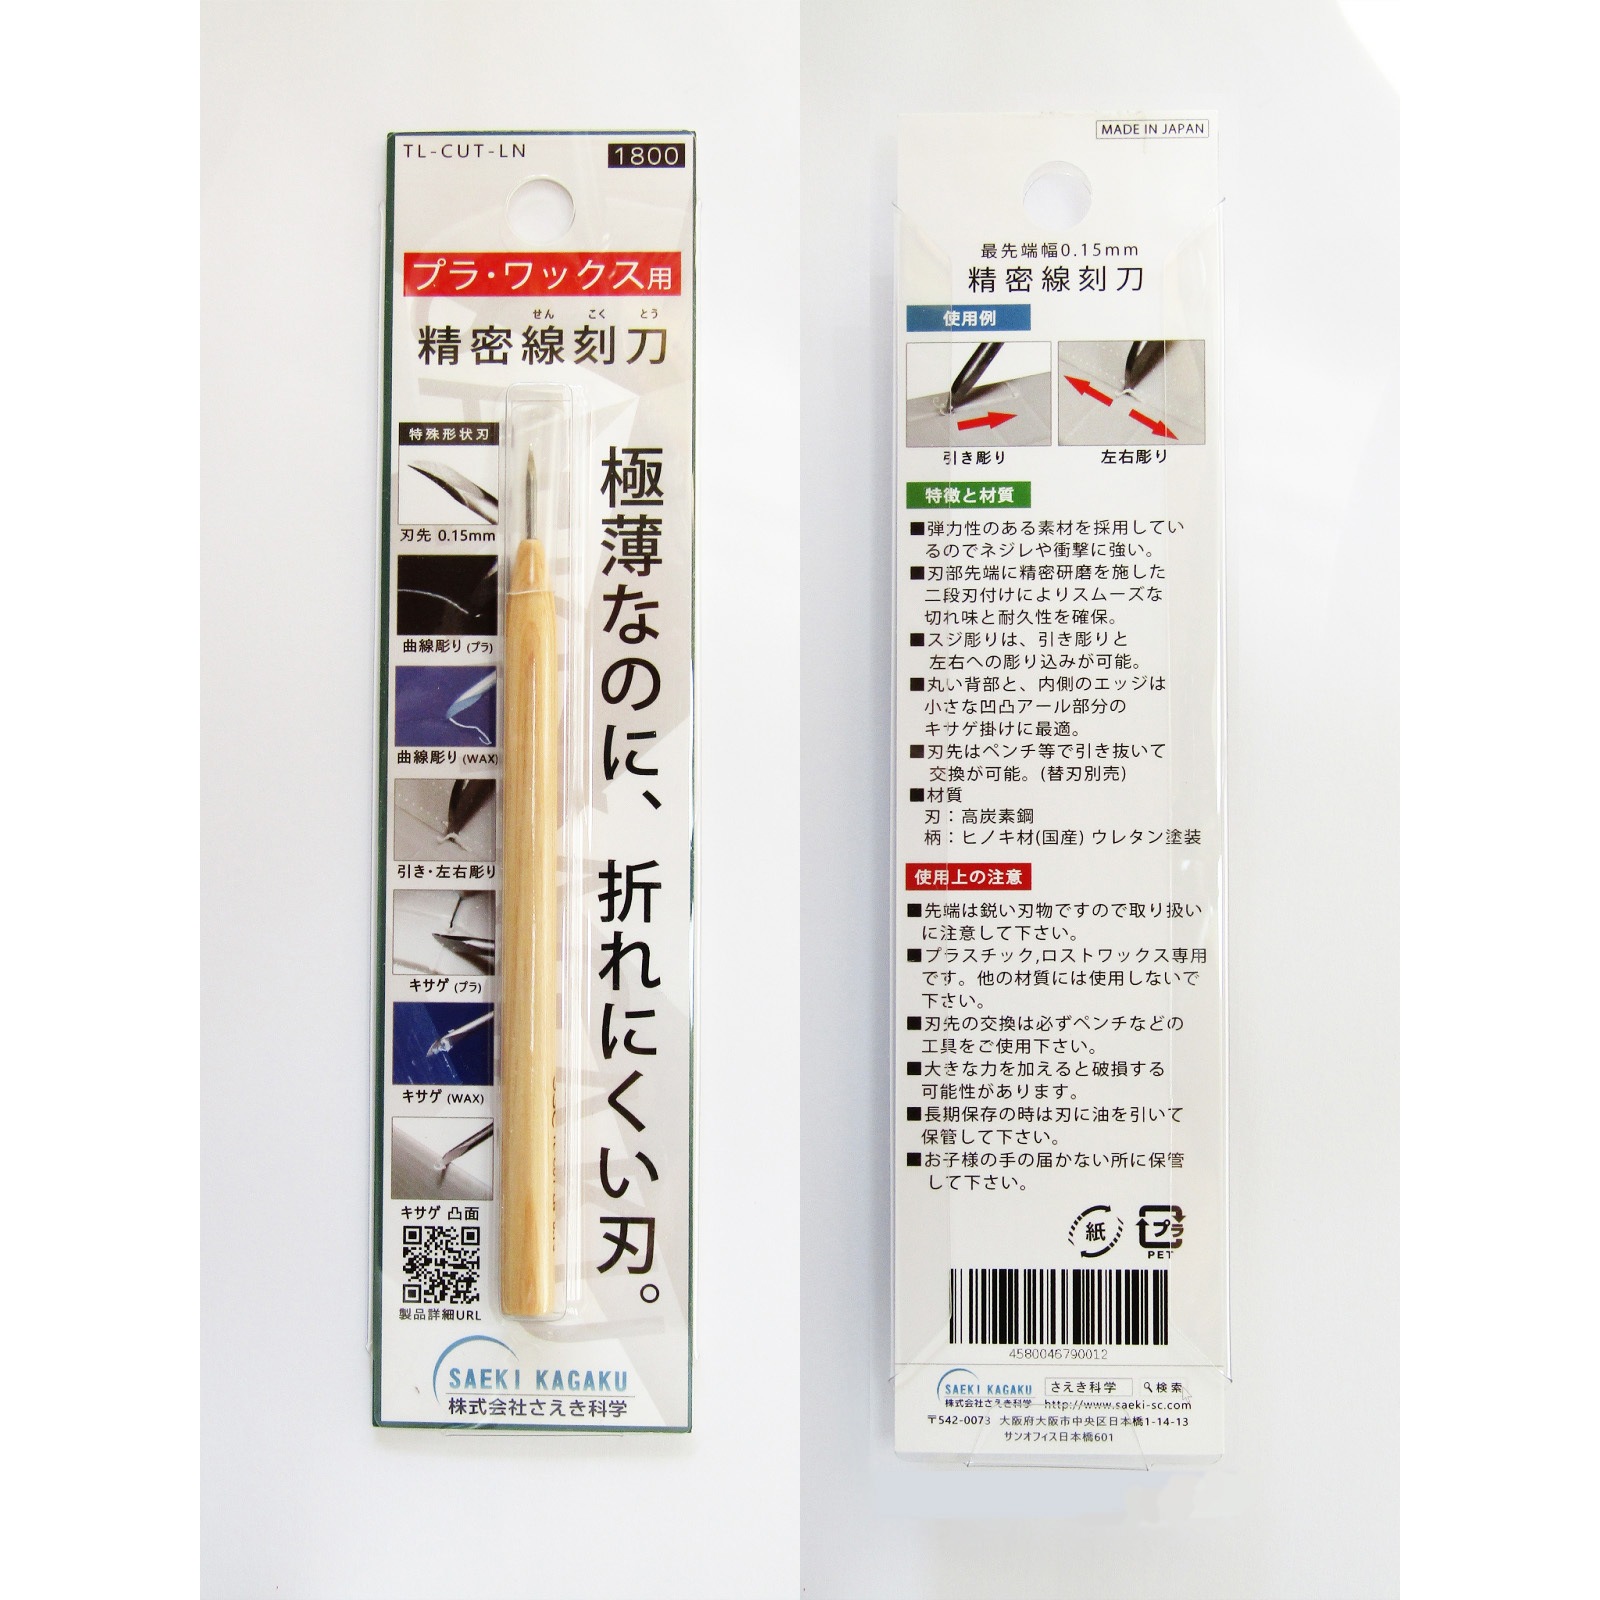 TL-CUT-LN
1800
プラ・ワックス用
せん こく とう
精密線刻刀
特殊形状刃
刃先 0.15mm
曲線彫り(プラ)
曲線彫り(WAX)
引き・左右彫り
キサゲ (プラ)
キサゲ (WAX)
キサゲ 凸面
製品詳細URL
極薄なのに、折れにくい刃。
SAEKI KAGAKU
株式会社さえき科学
MADE IN JAPAN
最先端幅0.15mm
精密線刻刀
使用例
引き彫り
左右彫り
特徴と材質
■弾力性のある素材を採用してい
るのでネジレや衝撃に強い。
■刃部先端に精密研磨を施した
二段刃付けによりスムーズな
切れ味と耐久性を確保。
■スジ彫りは、引き彫りと
左右への彫り込みが可能。
■丸い背部と、内側のエッジは
小さな凹凸アール部分の
キサゲ掛けに最適。
■刃先はペンチ等で引き抜いて
交換が可能。(替刃別売)
■材質
刃：高炭素鋼
柄：ヒノキ材(国産) ウレタン塗装
使用上の注意
■先端は鋭い刃物ですので取り扱い
に注意して下さい。
■プラスチック,ロストワックス専用
です。他の材質には使用しないで
下さい。
■刃先の交換は必ずペンチなどの
工具をご使用下さい。
■大きな力を加えると破損する
可能性があります。
■長期保存の時は刃に油を引いて
保管して下さい。
■お子様の手の届かない所に保管
して下さい。
紙
プラ
PET
4580046790012
SAEKI KAGAKU
さえき科学
検索
株式会社さえき科学 http://www.saeki-sc.com
〒542-0073 大阪府大阪市中央区日本橋1-14-13
サンオフィス日本橋601